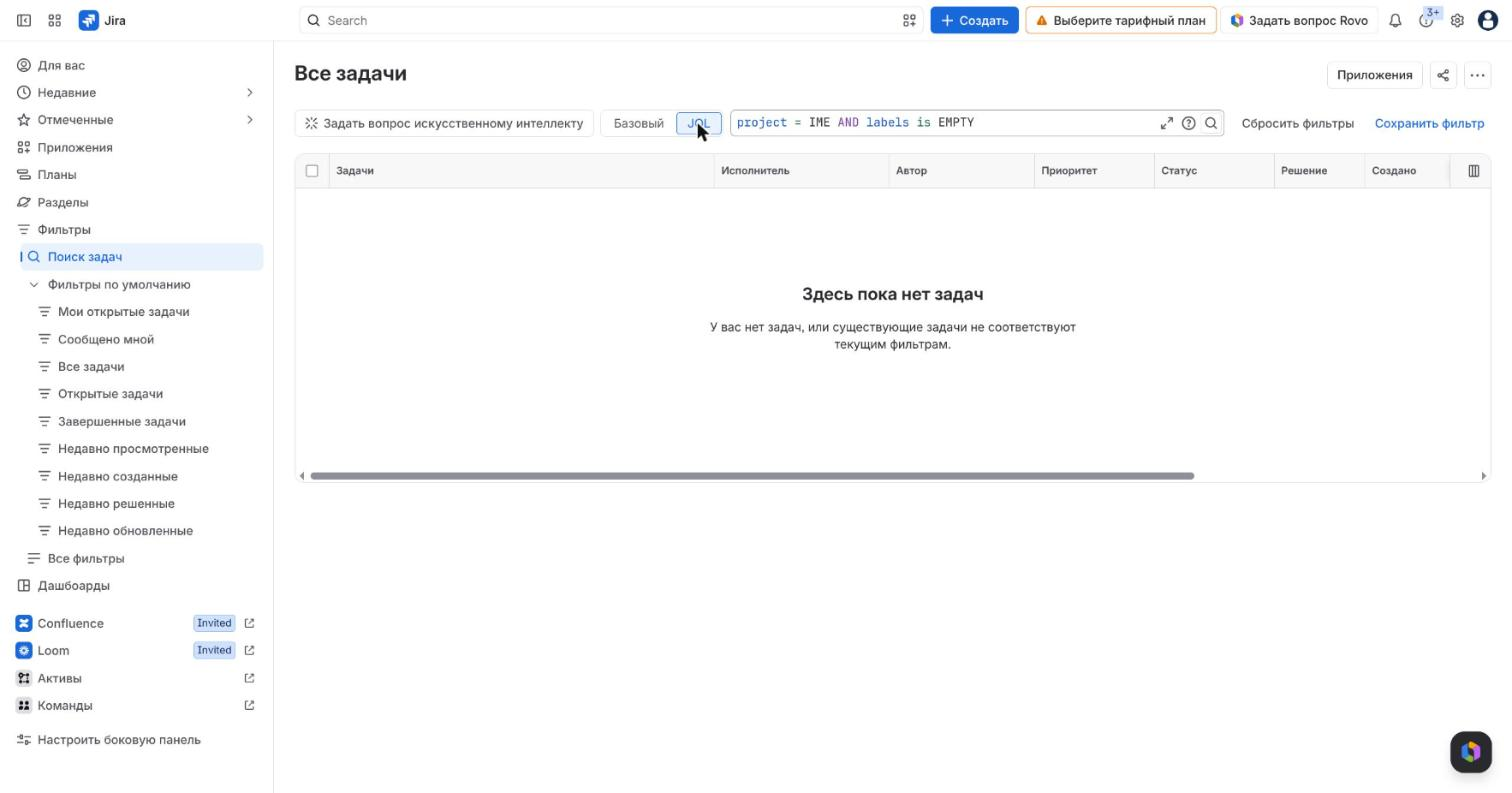 Jira
Search
Создать
Выберите тарифный план
Задать вопрос Rovo
3+
Для вас
Недавние
Отмеченные
Приложения
Планы
Разделы
Фильтры
Поиск задач
Фильтры по умолчанию
Мои открытые задачи
Сообщено мной
Все задачи
Открытые задачи
Завершенные задачи
Недавно просмотренные
Недавно созданные
Недавно решенные
Недавно обновленные
Все фильтры
Дашбоарды
Confluence Invited
Loom Invited
Активы
Команды
Настроить боковую панель
Все задачи
Приложения
Задать вопрос искусственному интеллекту
Базовый
JQL
project = IME AND labels is EMPTY
Сбросить фильтры
Сохранить фильтр
Задачи Исполнитель Автор Приоритет Статус Решение Создано
Здесь пока нет задач
У вас нет задач, или существующие задачи не соответствуют
текущим фильтрам.